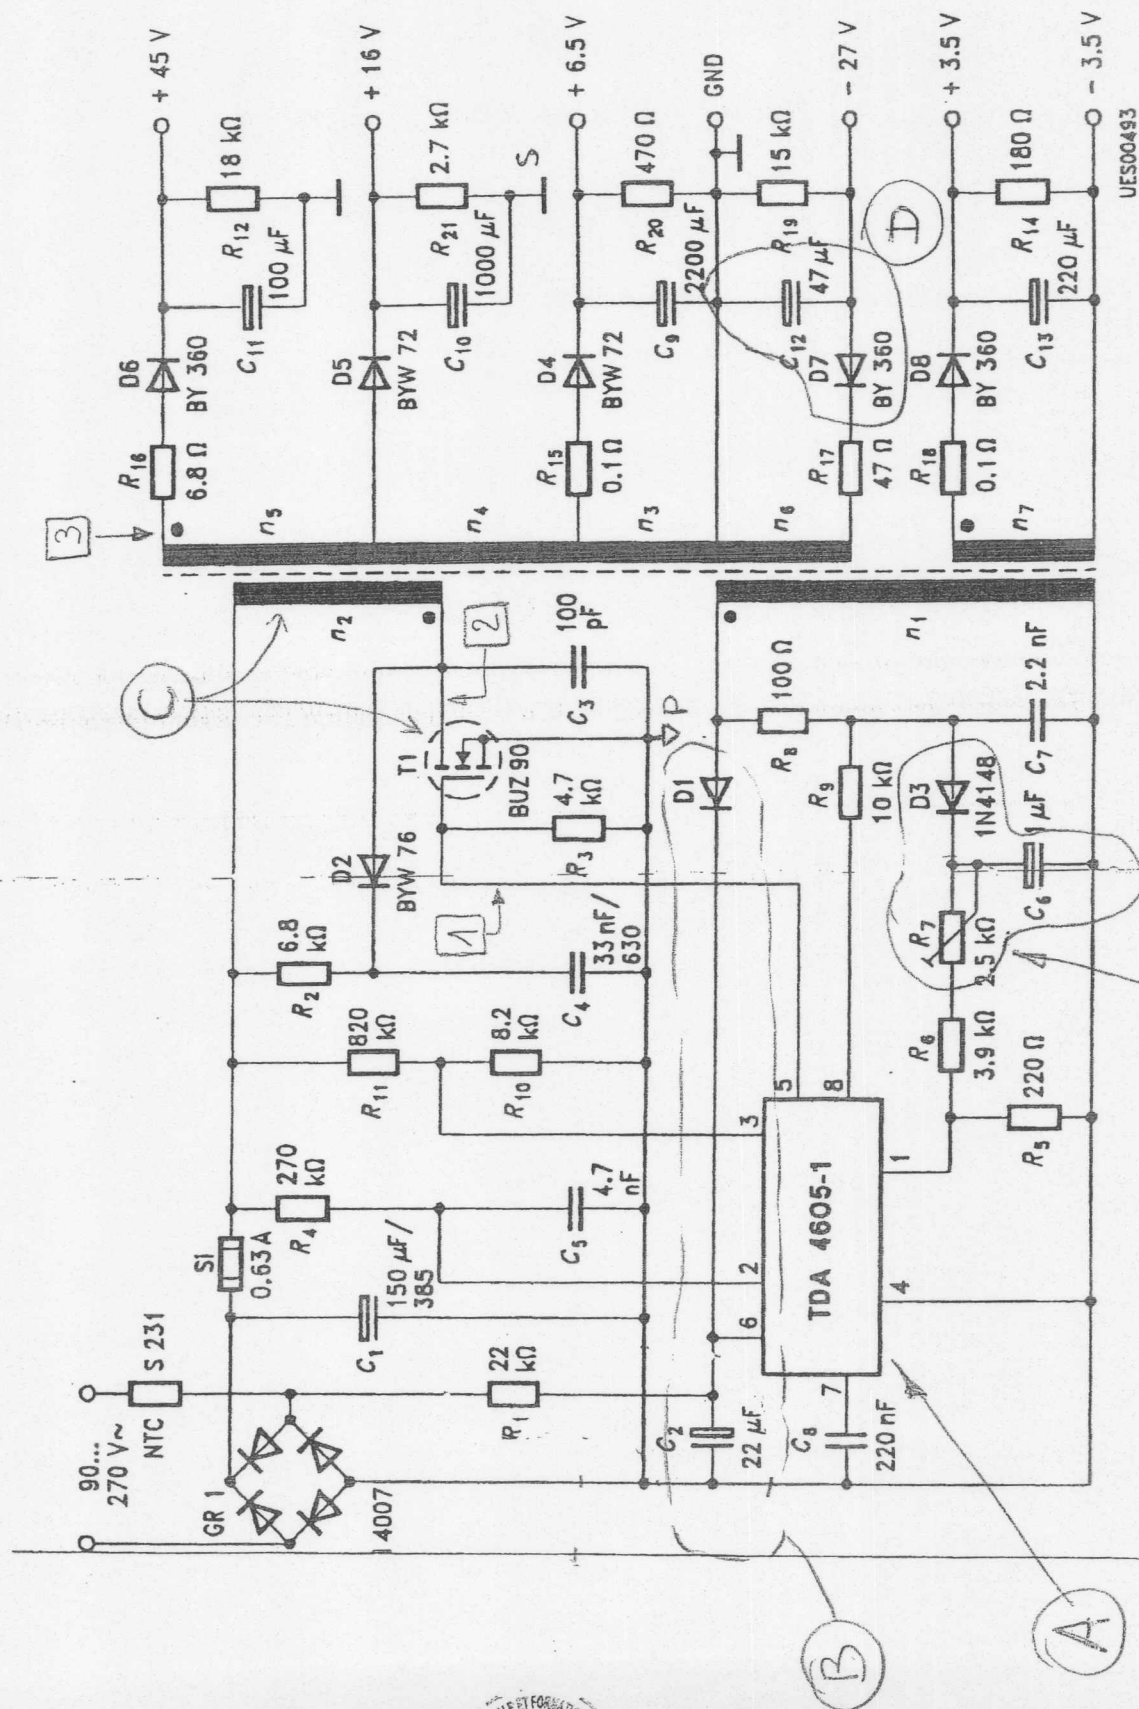 90...
270 V~
NTC
S 231
GR 1
4007
S1
0.63 A
C1
150 µF/
385
R1
22
kΩ
R4
270
kΩ
C5
4.7
nF
R11
820
kΩ
R10
8.2
kΩ
R2
6.8
kΩ
C4
33 nF/
630
D2
BYW 76
T1
BUZ 90
R3
4.7
kΩ
C3
100
pF
n2
P
D1
C2
22 µF
C8
220 nF
TDA 4605-1
6
2
3
5
8
7
4
1
R8
100 Ω
R9
10 kΩ
D3
1N4148
C7
2.2 nF
C6
1 µF
R7
2.5 kΩ
R6
3.9 kΩ
R5
220 Ω
n1
n5
n4
n3
n6
n7
R16
6.8 Ω
D6
BY 360
C11
100 µF
R12
18 kΩ
+ 45 V
D5
BYW 72
C10
1000 µF
R21
2.7 kΩ
+ 16 V
S
R15
0.1 Ω
D4
BYW 72
C9
2200 µF
R20
470 Ω
+ 6.5 V
GND
C12
47 µF
R19
15 kΩ
R17
47 Ω
D7
BY 360
- 27 V
R18
0.1 Ω
D8
BY 360
C13
220 µF
R14
180 Ω
+ 3.5 V
- 3.5 V
UES00493
A
B
C
D
1
2
3